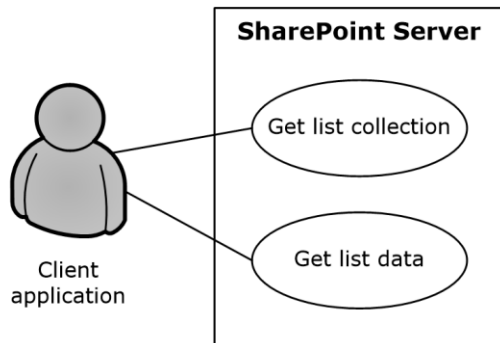 SharePoint Server
Get list collection
Get list data
Client
application